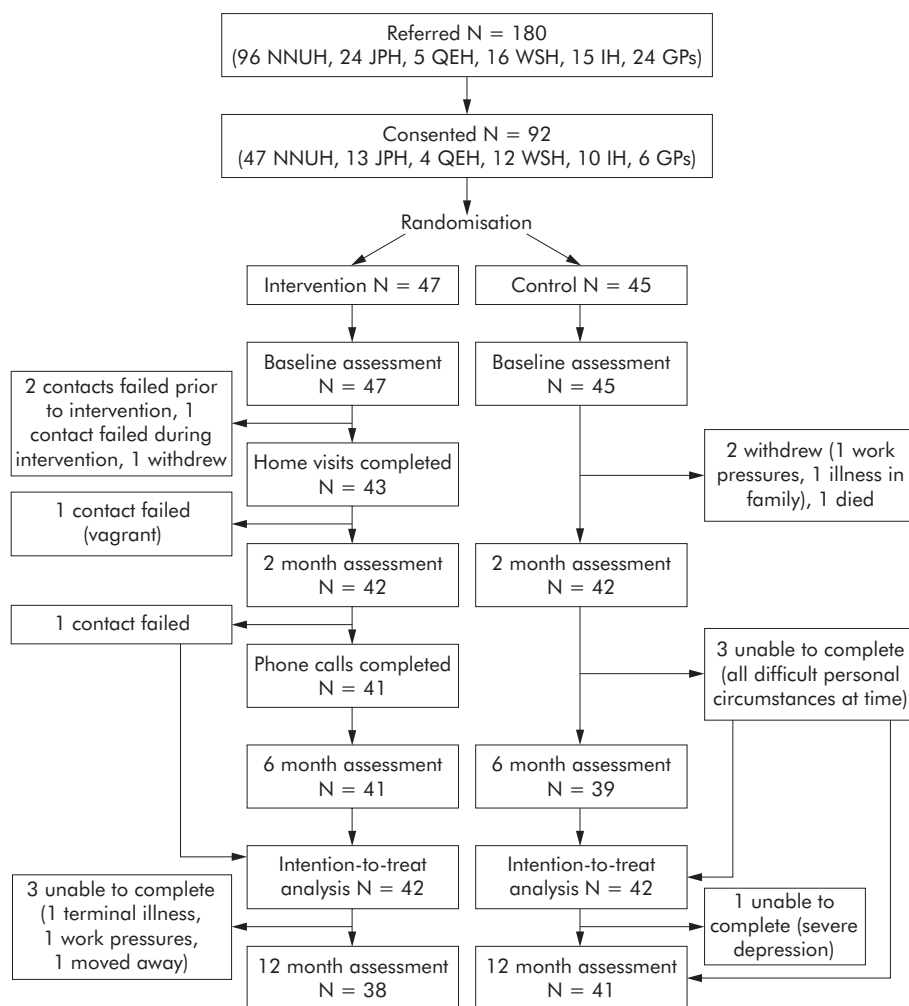 Referred N = 180
(96 NNUH, 24 JPH, 5 QEH, 16 WSH, 15 IH, 24 GPs)
Consented N = 92
(47 NNUH, 13 JPH, 4 QEH, 12 WSH, 10 IH, 6 GPs)
Randomisation
Intervention N = 47
Control N = 45
Baseline assessment
N = 47
Baseline assessment
N = 45
2 contacts failed prior
to intervention, 1
contact failed during
intervention, 1 withdrew
Home visits completed
N = 43
2 withdrew (1 work
pressures, 1 illness in
family), 1 died
1 contact failed
(vagrant)
2 month assessment
N = 42
2 month assessment
N = 42
1 contact failed
Phone calls completed
N = 41
3 unable to complete
(all difficult personal
circumstances at time)
6 month assessment
N = 41
6 month assessment
N = 39
Intention-to-treat
analysis N = 42
Intention-to-treat
analysis N = 42
3 unable to complete
(1 terminal illness,
1 work pressures,
1 moved away)
1 unable to
complete (severe
depression)
12 month assessment
N = 38
12 month assessment
N = 41